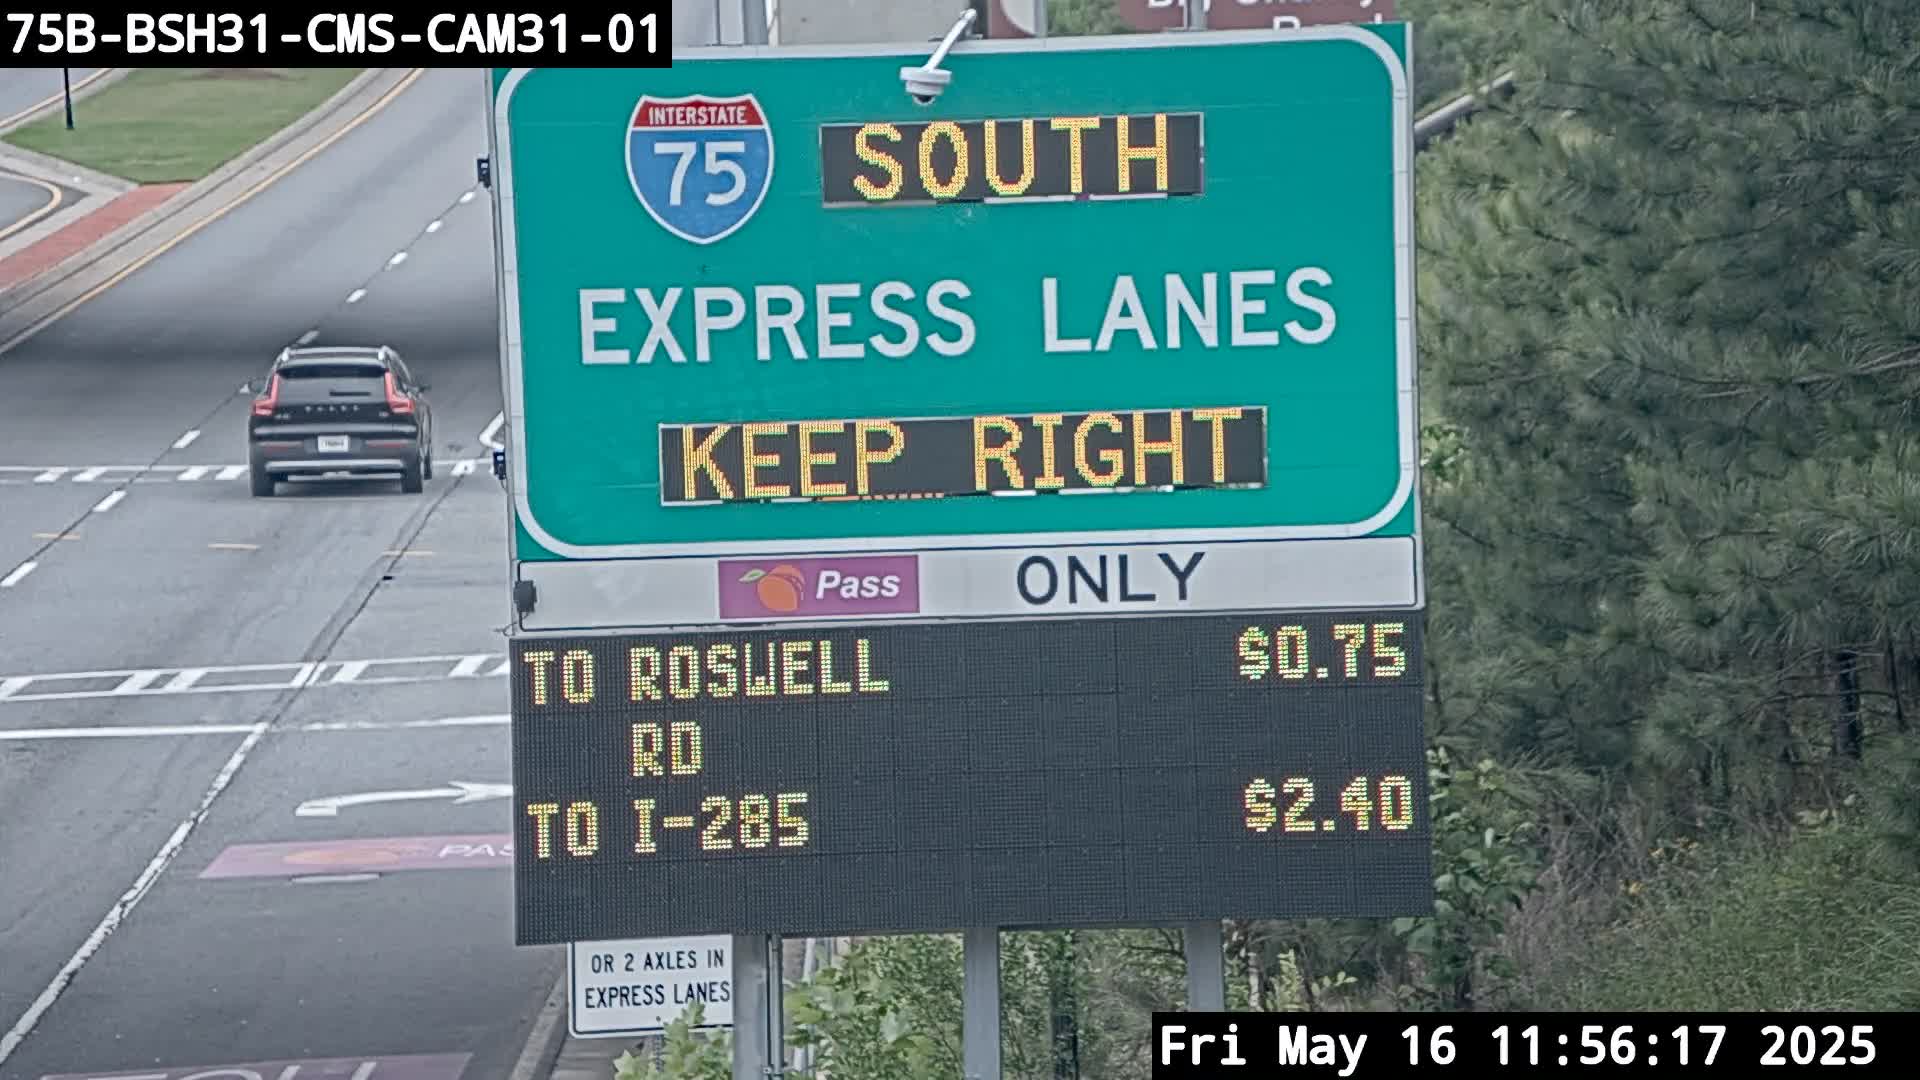 75B-BSH31-CMS-CAM31-01
INTERSTATE
75
SOUTH
EXPRESS LANES
KEEP RIGHT
Pass
ONLY
TO ROSWELL $0.75
RD
TO I-285 $2.40
OR 2 AXLES IN
EXPRESS LANES
Fri May 16 11:56:17 2025